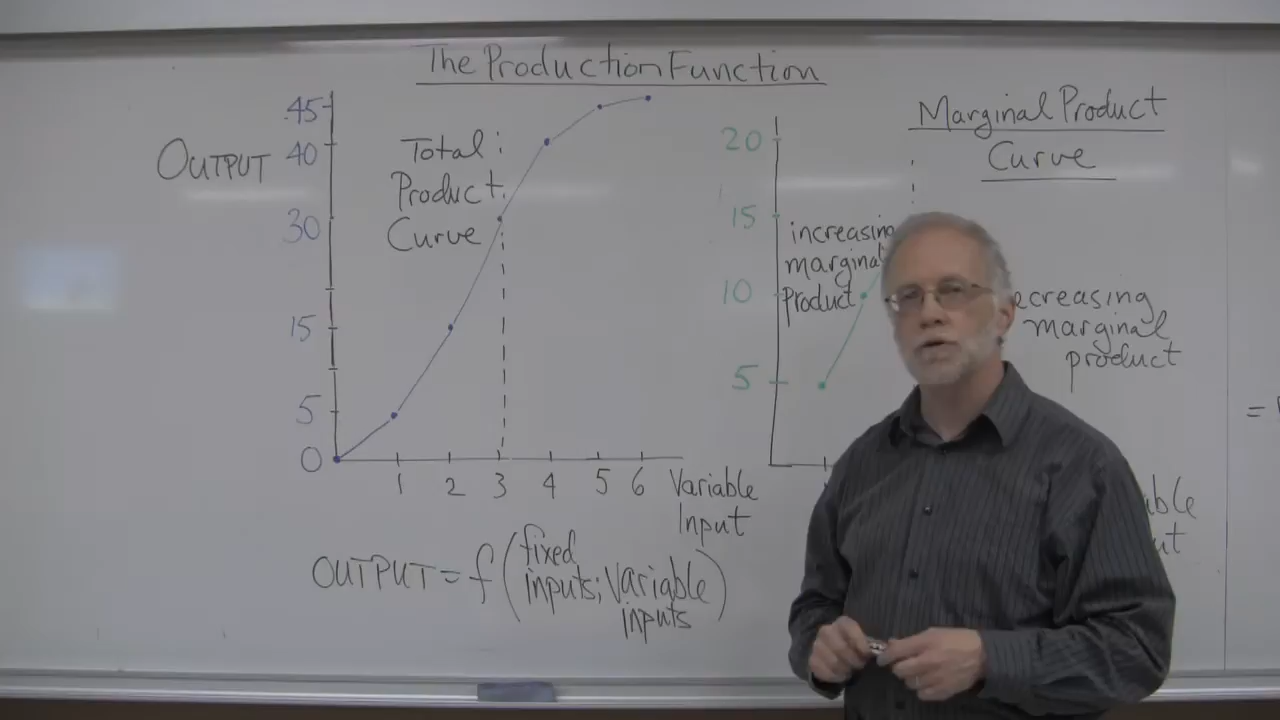 The Production Function
45
40
30
15
5
0
OUTPUT
Total
Product
Curve
1 2 3 4 5 6
Variable
Input
OUTPUT = f(fixed
inputs; variable
inputs)
Marginal Product
Curve
20
15
10
5
increasing
marginal
product
ecreasing
marginal
product
=